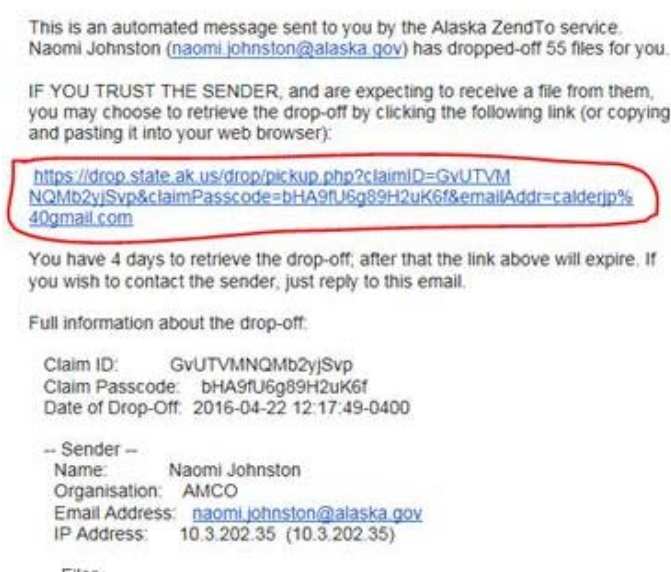 This is an automated message sent to you by the Alaska ZendTo service.
Naomi Johnston (naomi.johnston@alaska.gov) has dropped-off 55 files for you.
IF YOU TRUST THE SENDER, and are expecting to receive a file from them,
you may choose to retrieve the drop-off by clicking the following link (or copying
and pasting it into your web browser):
https://drop.state.ak.us/drop/pickup.php?claimID=GvUTVM
NQMb2yjSvp&claimPasscode=bHA9fU6g89H2uK6f&emailAddr=calderjp%
40gmail.com
You have 4 days to retrieve the drop-off; after that the link above will expire. If
you wish to contact the sender, just reply to this email.
Full information about the drop-off:
Claim ID: GvUTVMNQMb2yjSvp
Claim Passcode: bHA9fU6g89H2uK6f
Date of Drop-Off: 2016-04-22 12:17:49-0400
-- Sender --
Name: Naomi Johnston
Organisation: AMCO
Email Address: naomi.johnston@alaska.gov
IP Address: 10.3.202.35 (10.3.202.35)